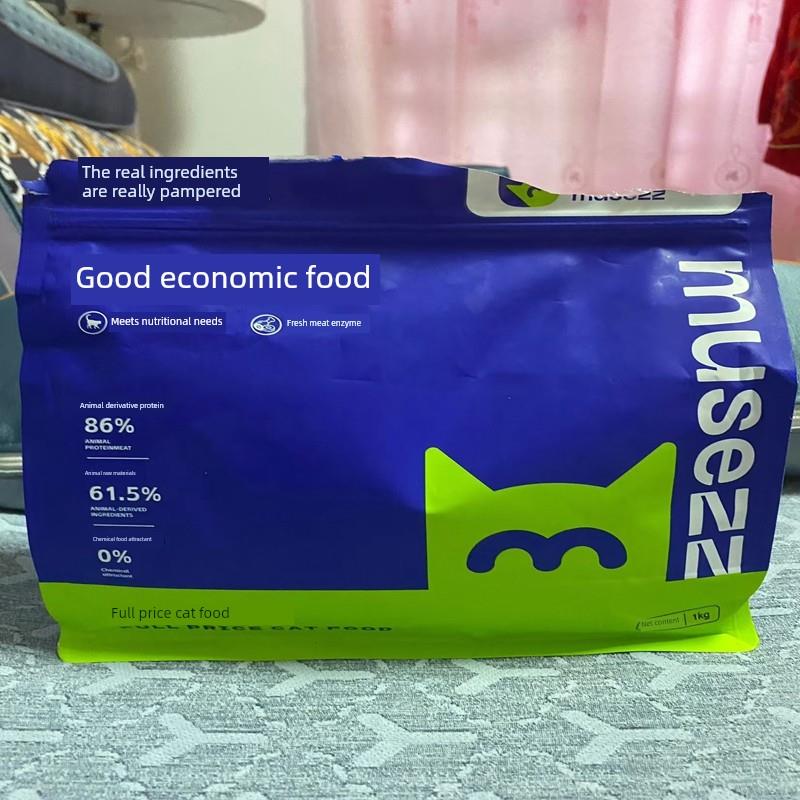 The real ingredients
are really pampered
musezz
Good economic food
Meets nutritional needs
Fresh meat enzyme
musezz
Animal derivative protein
86%
ANIMAL
PROTEINMEAT
Animal raw materials
61.5%
ANIMAL-DERIVED
INGREDIENTS
Chemical food attractant
0%
Chemical
attractant
Full price cat food
FULL PRICE CAT FOOD
Net content 1kg